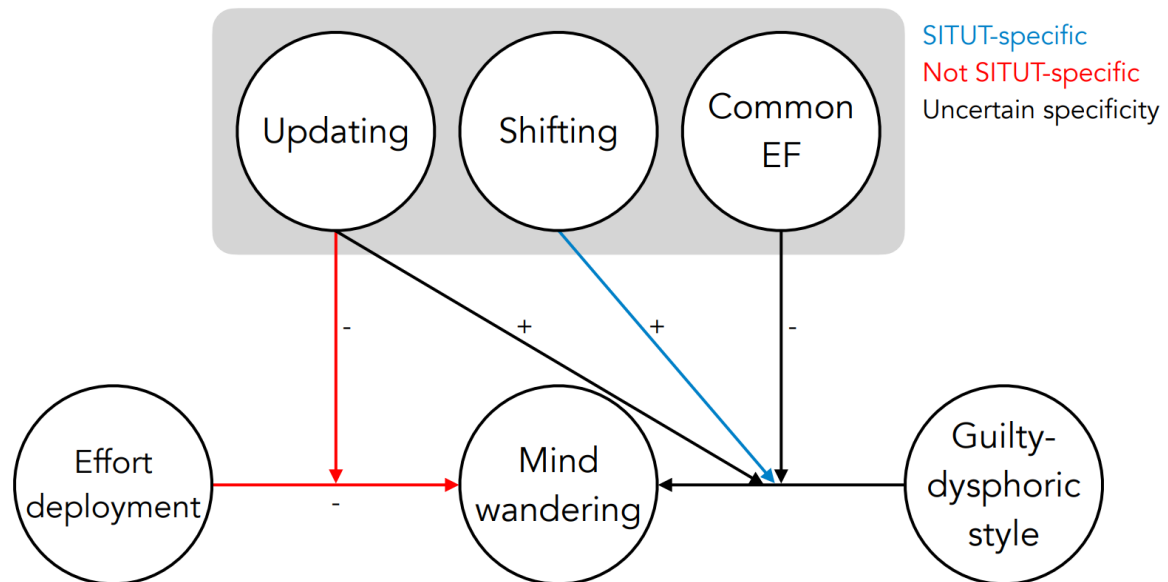 SITUT-specific
Not SITUT-specific
Uncertain specificity
Updating
Shifting
Common
EF
-
+
+
-
Effort
deployment
-
Mind
wandering
Guilty-
dysphoric
style